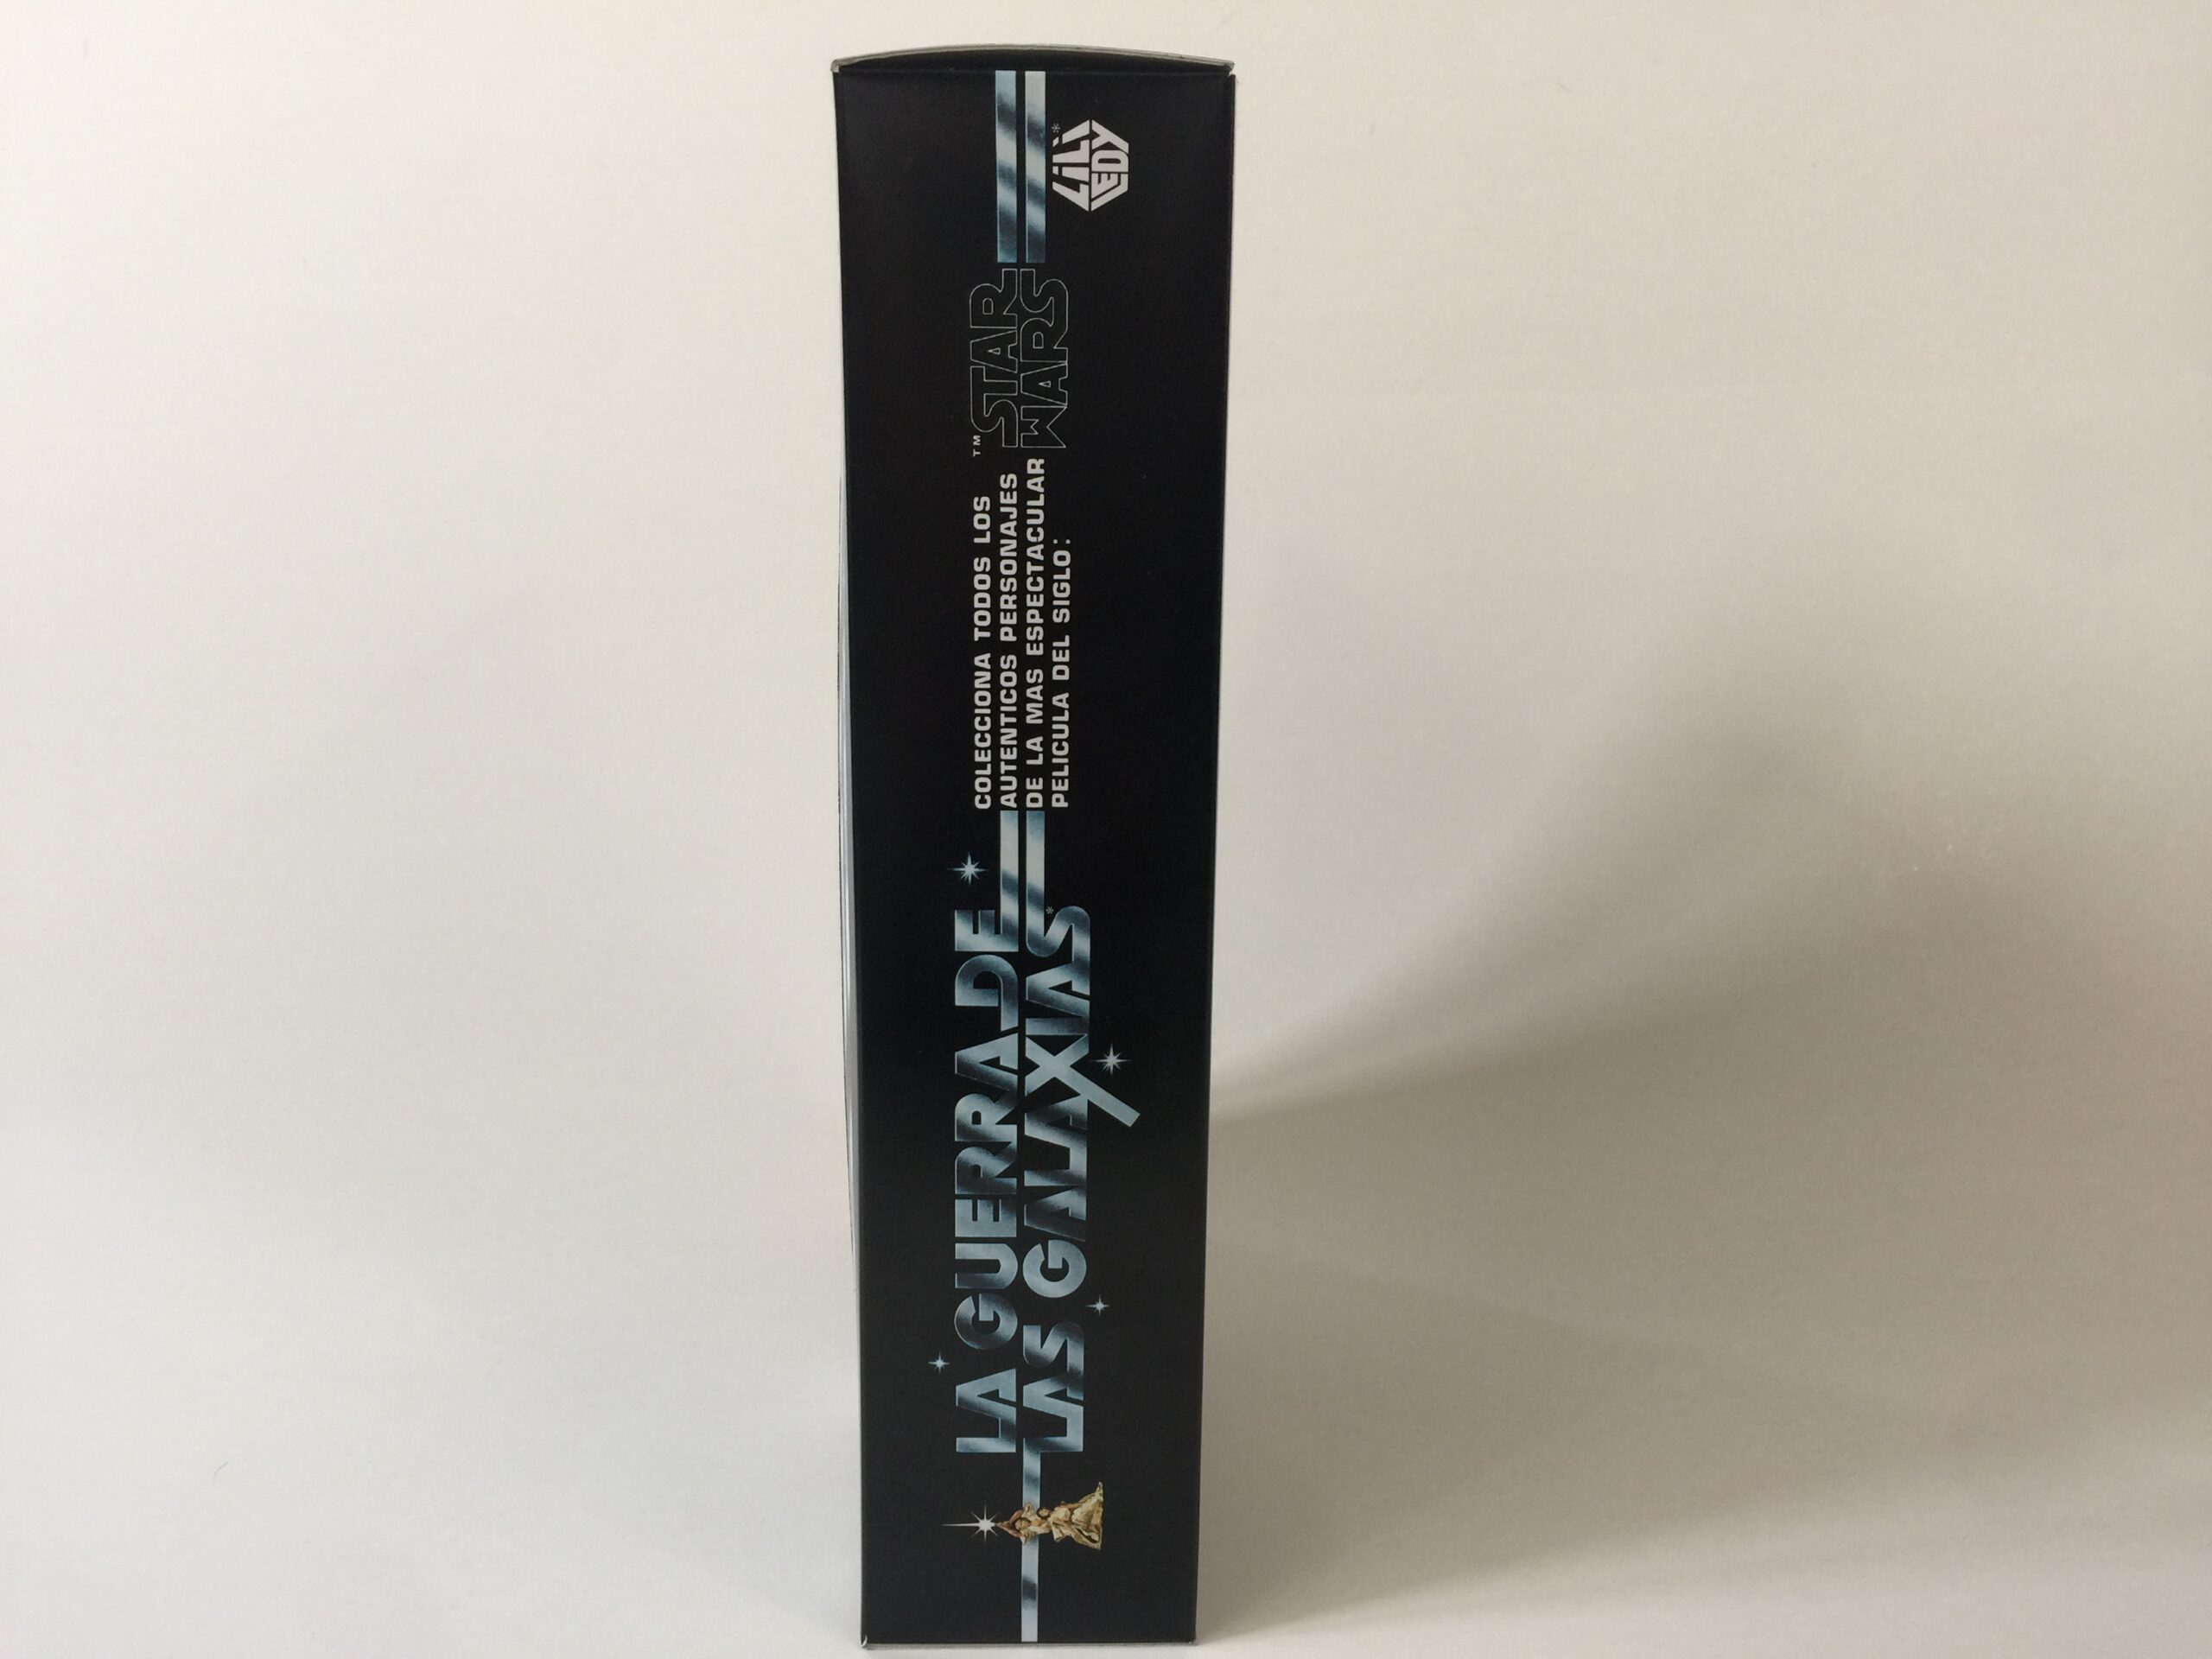 LA GUERRA DE
LAS GALAXIAS*
COLECCIONA TODOS LOS
AUTENTICOS PERSONAJES
DE LA MAS ESPECTACULAR
PELICULA DEL SIGLO:
™
STAR
WARS
LiLi*
LEDY